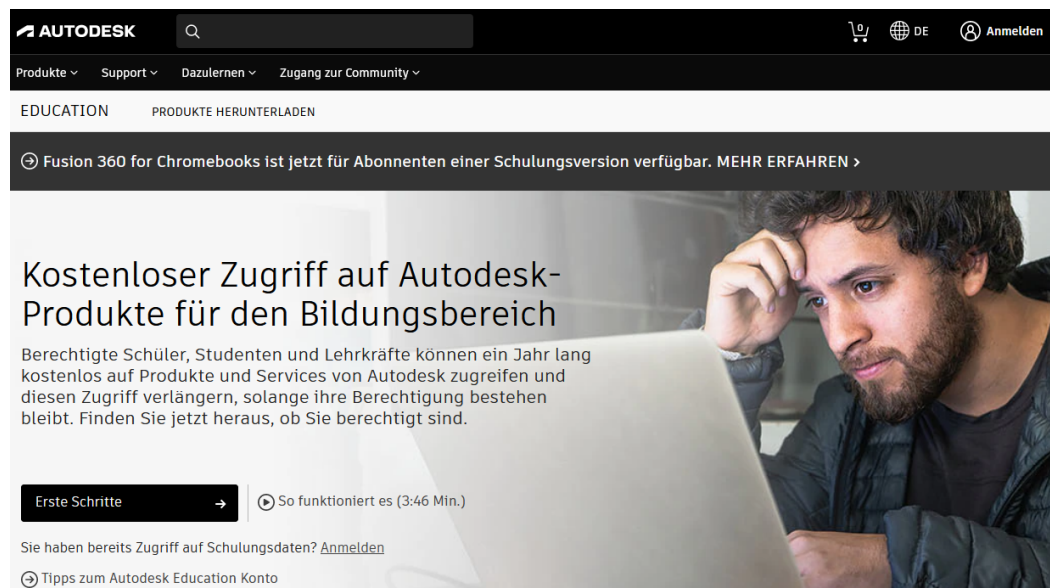 AUTODESK
0
DE
Anmelden
Produkte
Support
Dazulernen
Zugang zur Community
EDUCATION
PRODUKTE HERUNTERLADEN
Fusion 360 for Chromebooks ist jetzt für Abonnenten einer Schulungsversion verfügbar. MEHR ERFAHREN >
Kostenloser Zugriff auf Autodesk-
Produkte für den Bildungsbereich
Berechtigte Schüler, Studenten und Lehrkräfte können ein Jahr lang
kostenlos auf Produkte und Services von Autodesk zugreifen und
diesen Zugriff verlängern, solange ihre Berechtigung bestehen
bleibt. Finden Sie jetzt heraus, ob Sie berechtigt sind.
Erste Schritte
So funktioniert es (3:46 Min.)
Sie haben bereits Zugriff auf Schulungsdaten? Anmelden
Tipps zum Autodesk Education Konto